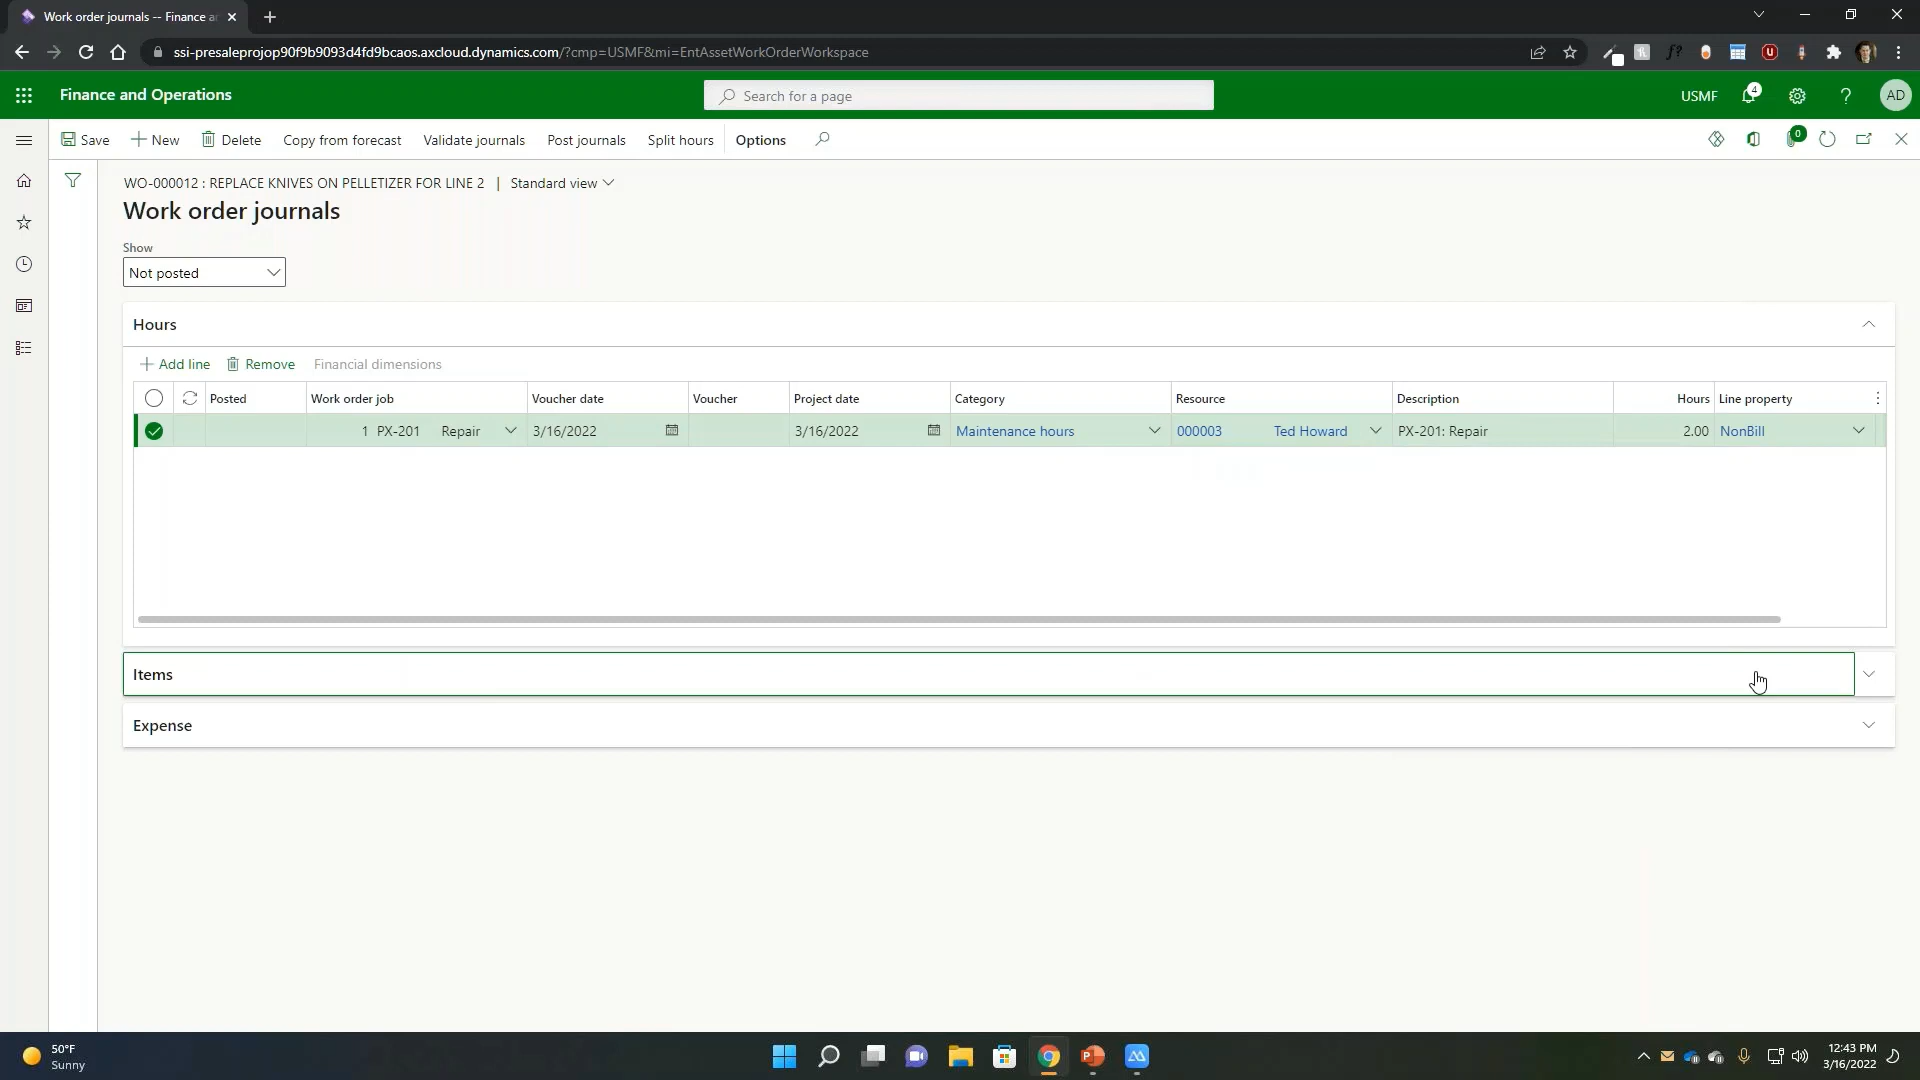 Work order journals -- Finance a
ssi-presaleprojop90f9b9093d4fd9bcaos.axcloud.dynamics.com/?cmp=USMF&mi=EntAssetWorkOrderWorkspace
Finance and Operations
Search for a page
USMF
4
?
AD
Save
New
Delete
Copy from forecast
Validate journals
Post journals
Split hours
Options
0
WO-000012 : REPLACE KNIVES ON PELLETIZER FOR LINE 2 | Standard view
Work order journals
Show
Not posted
Hours
Add line
Remove
Financial dimensions
Posted Work order job Voucher date Voucher Project date Category Resource Description Hours Line property
1 PX-201 Repair 3/16/2022 3/16/2022 Maintenance hours 000003 Ted Howard PX-201: Repair 2.00 NonBill
Items
Expense
50°F
Sunny
12:43 PM
3/16/2022